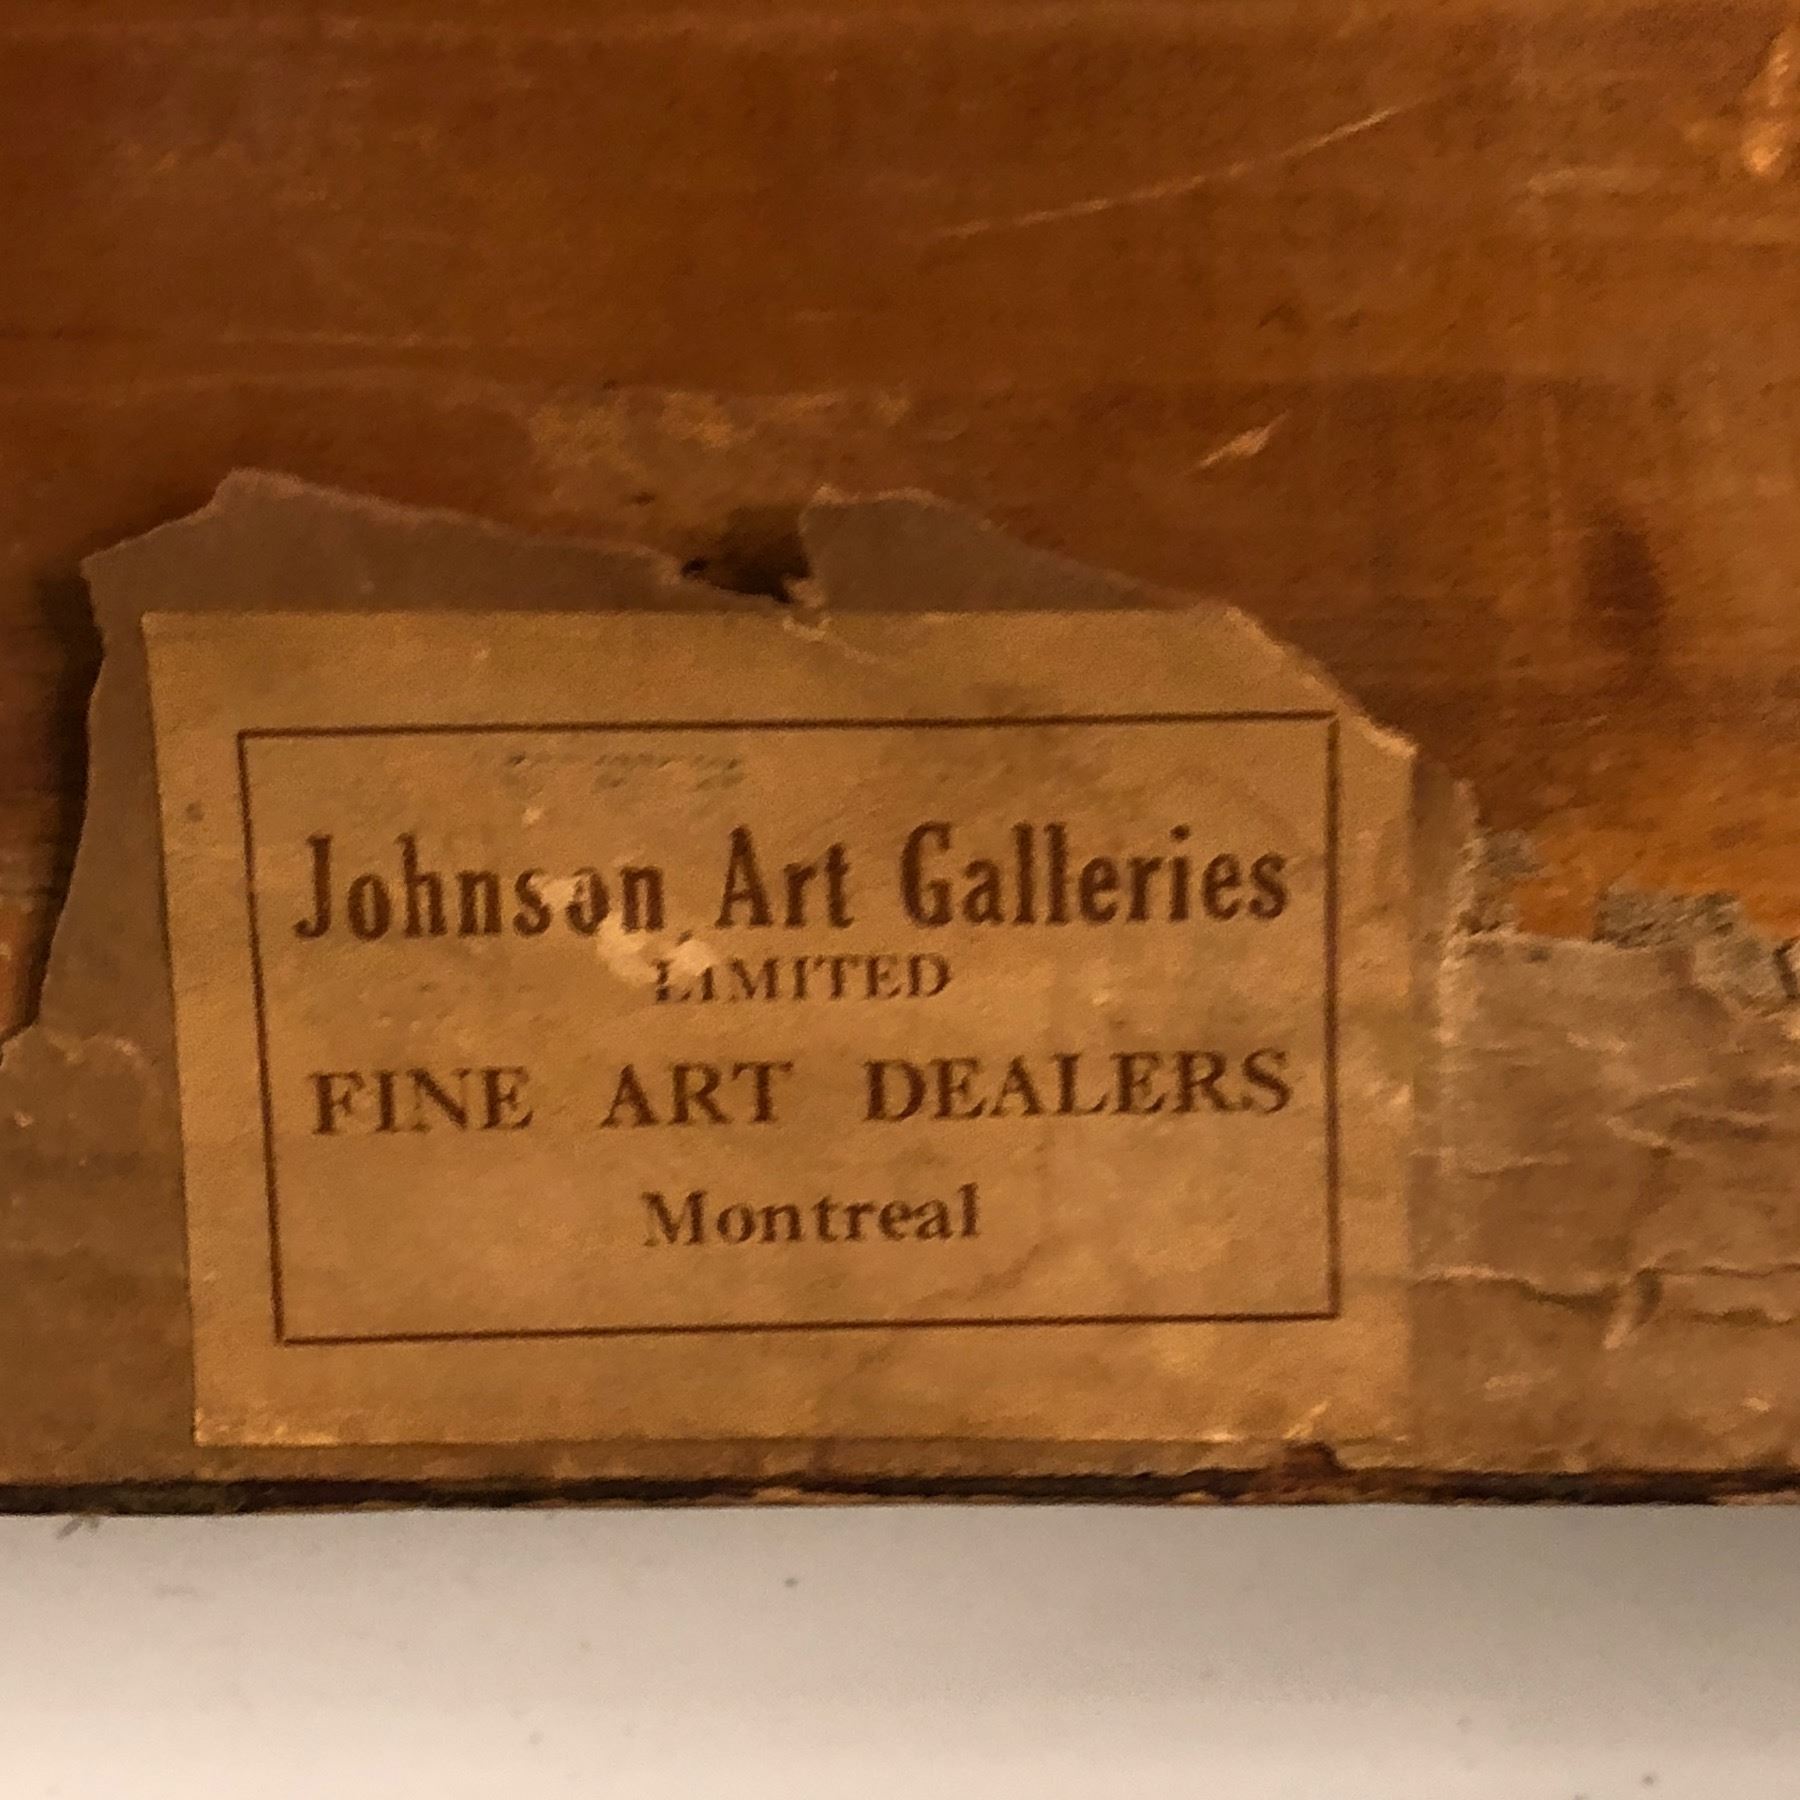 Johnson Art Galleries
LIMITED
FINE ART DEALERS
Montreal